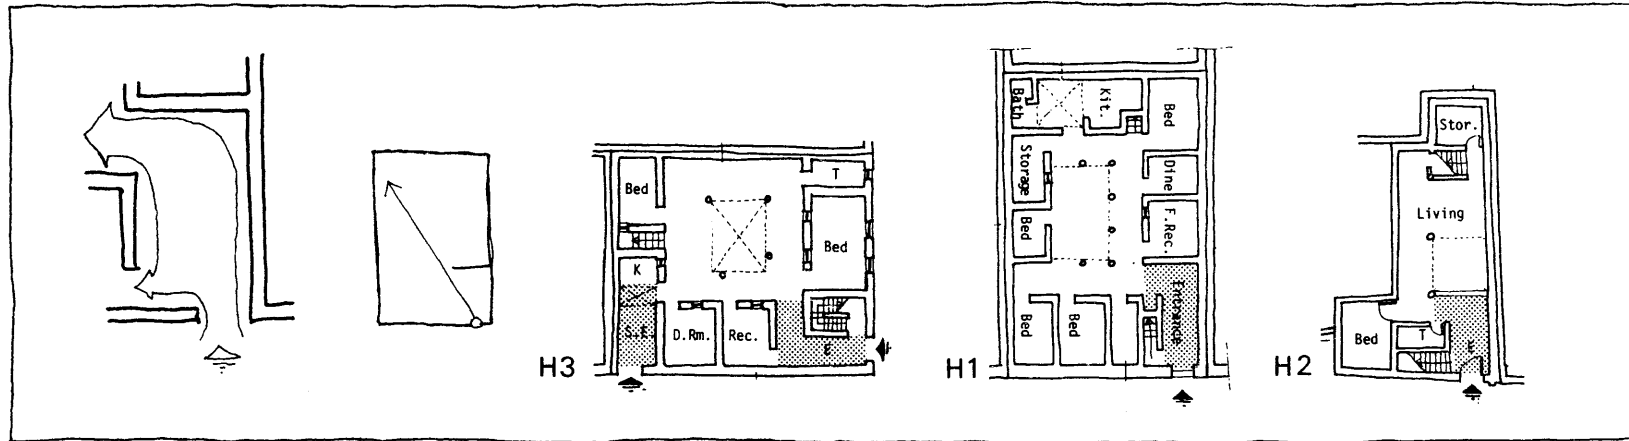 Bed
T
Bed
K
S.E.
D.Rm.
Rec.
E
H3
Bath
Kit.
Bed
Storage
Dine
Bed
F.Rec.
Bed
Bed
Entrance
H1
Stor.
Living
Bed
T
E
H2